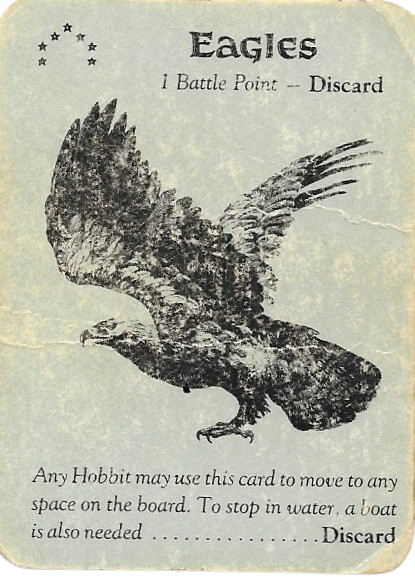 Eagles
1 Battle Point -- Discard
Any Hobbit may use this card to move to any
space on the board. To stop in water, a boat
is also needed ................Discard